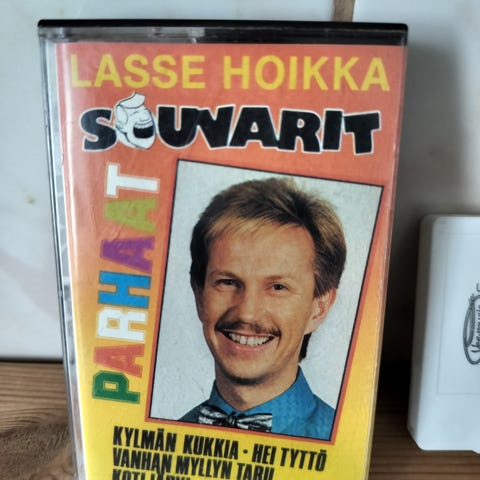 LASSE HOIKKA
SOUVARIT
PARHAAT
KYLMÄN KUKKIA · HEI TYTTÖ
VANHAN MYLLYN TARU